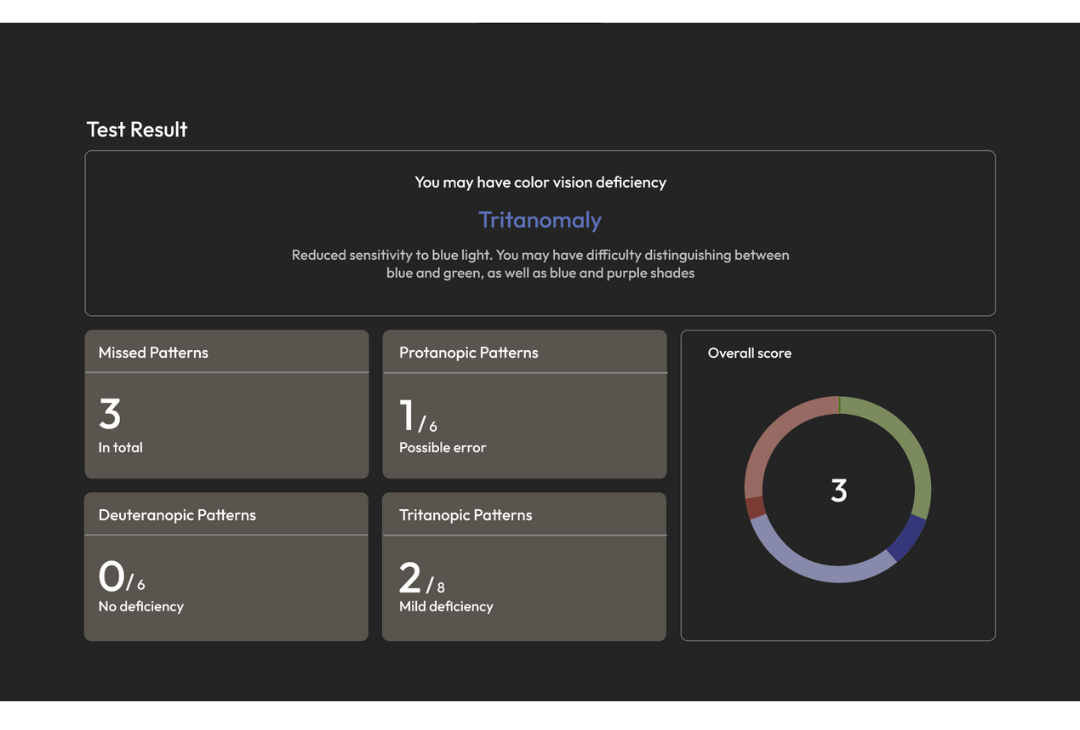 Test Result
You may have color vision deficiency
Tritanomaly
Reduced sensitivity to blue light. You may have difficulty distinguishing between
blue and green, as well as blue and purple shades
Missed Patterns
3
In total
Protanopic Patterns
1/6
Possible error
Overall score
3
Deuteranopic Patterns
0/6
No deficiency
Tritanopic Patterns
2/8
Mild deficiency